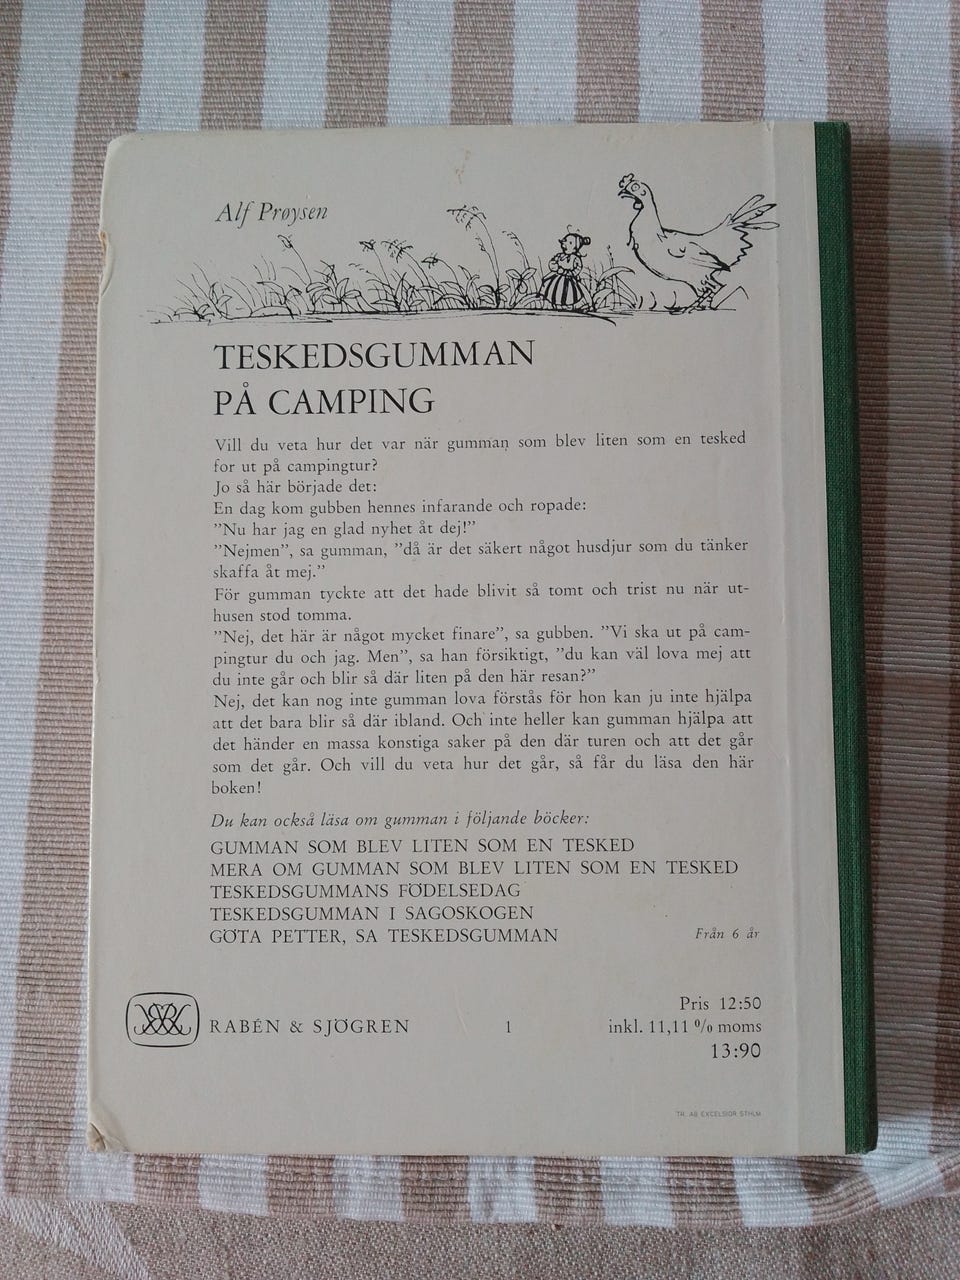 Alf Prøysen
TESKEDSGUMMAN
PÅ CAMPING
Vill du veta hur det var när gumman som blev liten som en tesked
for ut på campingtur?
Jo så här började det:
En dag kom gubben hennes infarande och ropade:
”Nu har jag en glad nyhet åt dej!”
”Nejmen”, sa gumman, ”då är det säkert något husdjur som du tänker
skaffa åt mej.”
För gumman tyckte att det hade blivit så tomt och trist nu när ut-
husen stod tomma.
”Nej, det här är något mycket finare”, sa gubben. ”Vi ska ut på cam-
pingtur du och jag. Men”, sa han försiktigt, ”du kan väl lova mej att
du inte går och blir så där liten på den här resan?”
Nej, det kan nog inte gumman lova förstås för hon kan ju inte hjälpa
att det bara blir så där ibland. Och inte heller kan gumman hjälpa att
det händer en massa konstiga saker på den där turen och att det går
som det går. Och vill du veta hur det går, så får du läsa den här
boken!
Du kan också läsa om gumman i följande böcker:
GUMMAN SOM BLEV LITEN SOM EN TESKED
MERA OM GUMMAN SOM BLEV LITEN SOM EN TESKED
TESKEDSGUMMANS FÖDELSEDAG
TESKEDSGUMMAN I SAGOSKOGEN
GÖTA PETTER, SA TESKEDSGUMMAN
Från 6 år
RABÉN & SJÖGREN
1
Pris 12:50
inkl. 11,11 % moms
13:90
TR. AB EXCELSIOR STHLM